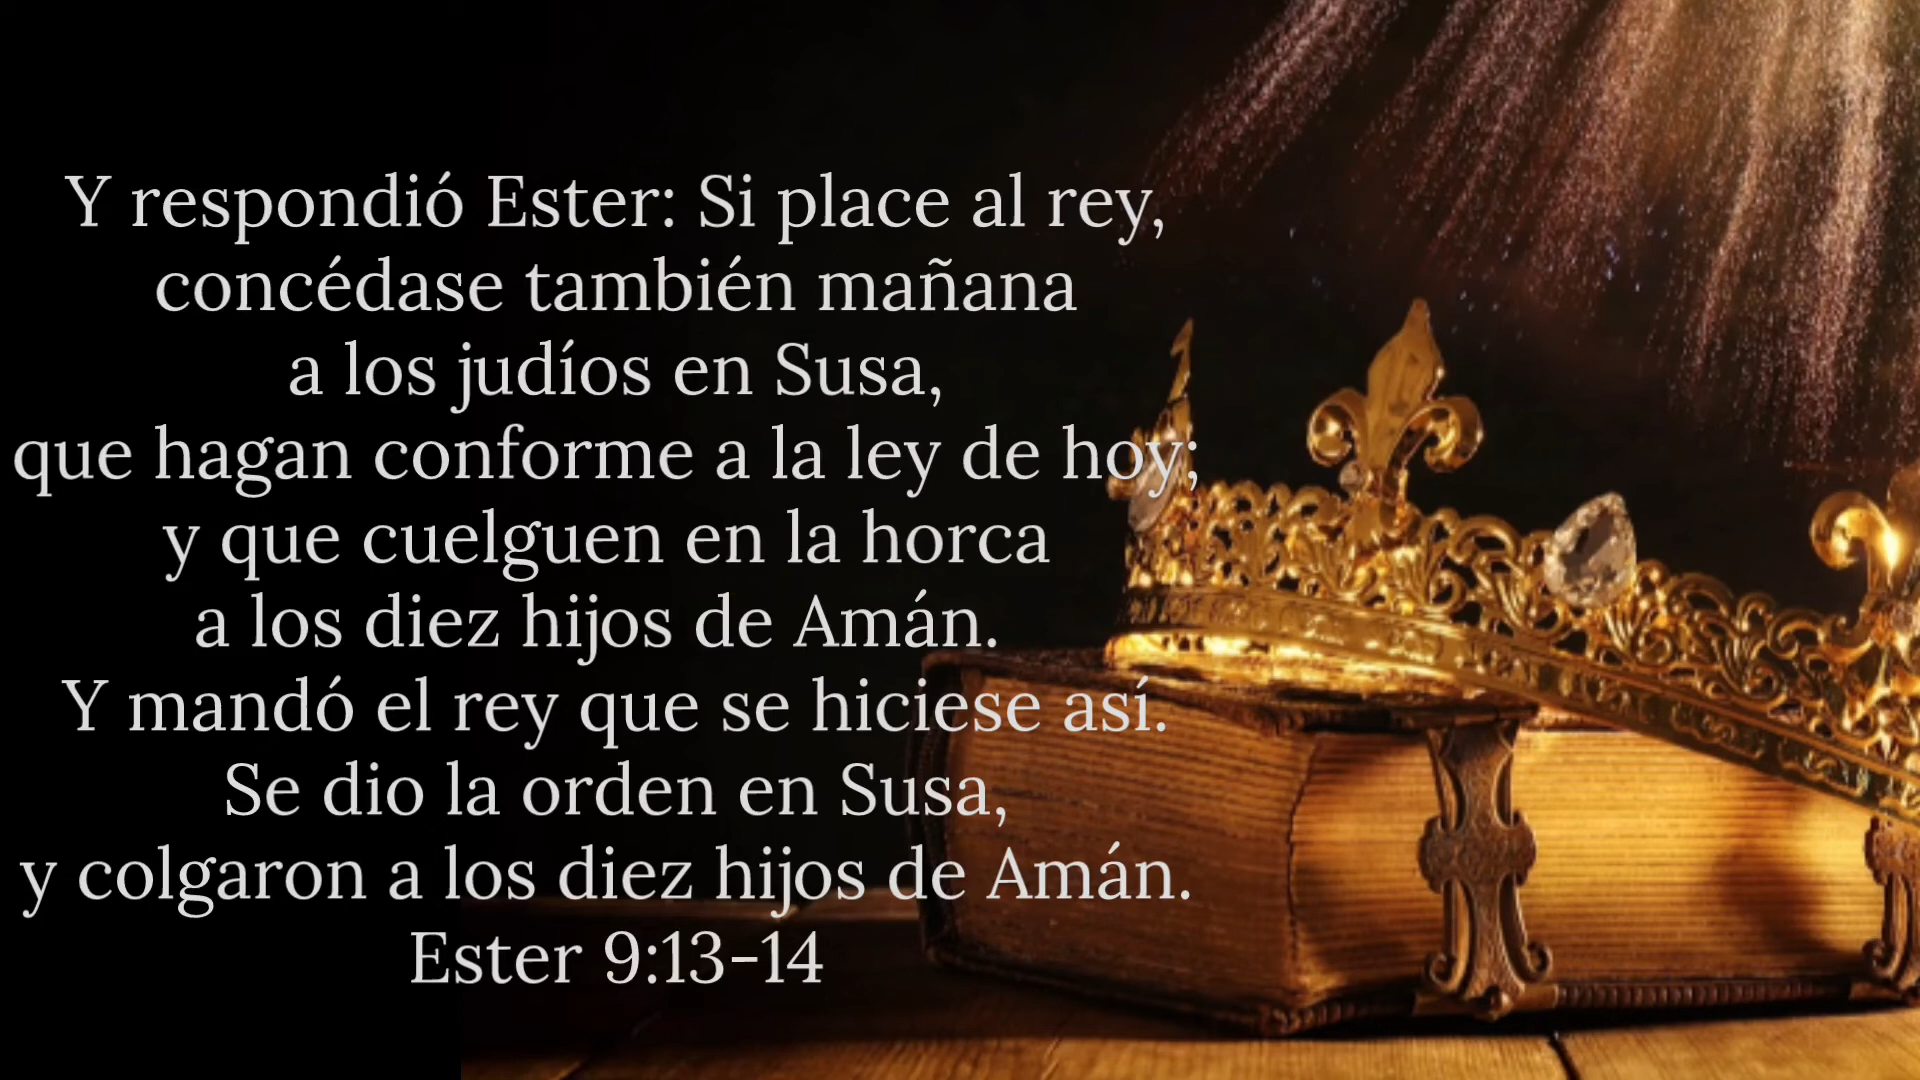 Y respondió Ester: Si place al rey,
concédase también mañana
a los judíos en Susa,
que hagan conforme a la ley de hoy;
y que cuelguen en la horca
a los diez hijos de Amán.
Y mandó el rey que se hiciese así.
Se dio la orden en Susa,
y colgaron a los diez hijos de Amán.
Ester 9:13-14